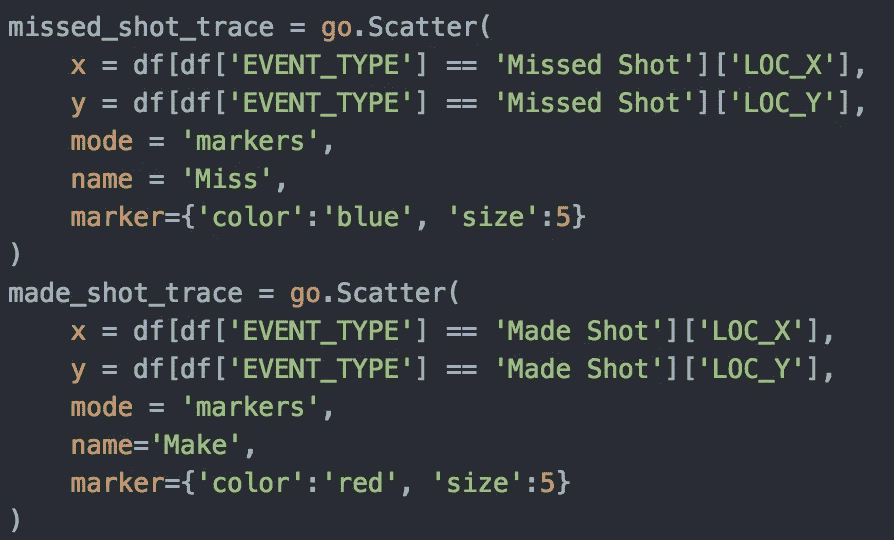 missed_shot_trace = go.Scatter(
    x = df[df['EVENT_TYPE'] == 'Missed Shot']['LOC_X'],
    y = df[df['EVENT_TYPE'] == 'Missed Shot']['LOC_Y'],
    mode = 'markers',
    name = 'Miss',
    marker={'color':'blue', 'size':5}
)
made_shot_trace = go.Scatter(
    x = df[df['EVENT_TYPE'] == 'Made Shot']['LOC_X'],
    y = df[df['EVENT_TYPE'] == 'Made Shot']['LOC_Y'],
    mode = 'markers',
    name='Make',
    marker={'color':'red', 'size':5}
)